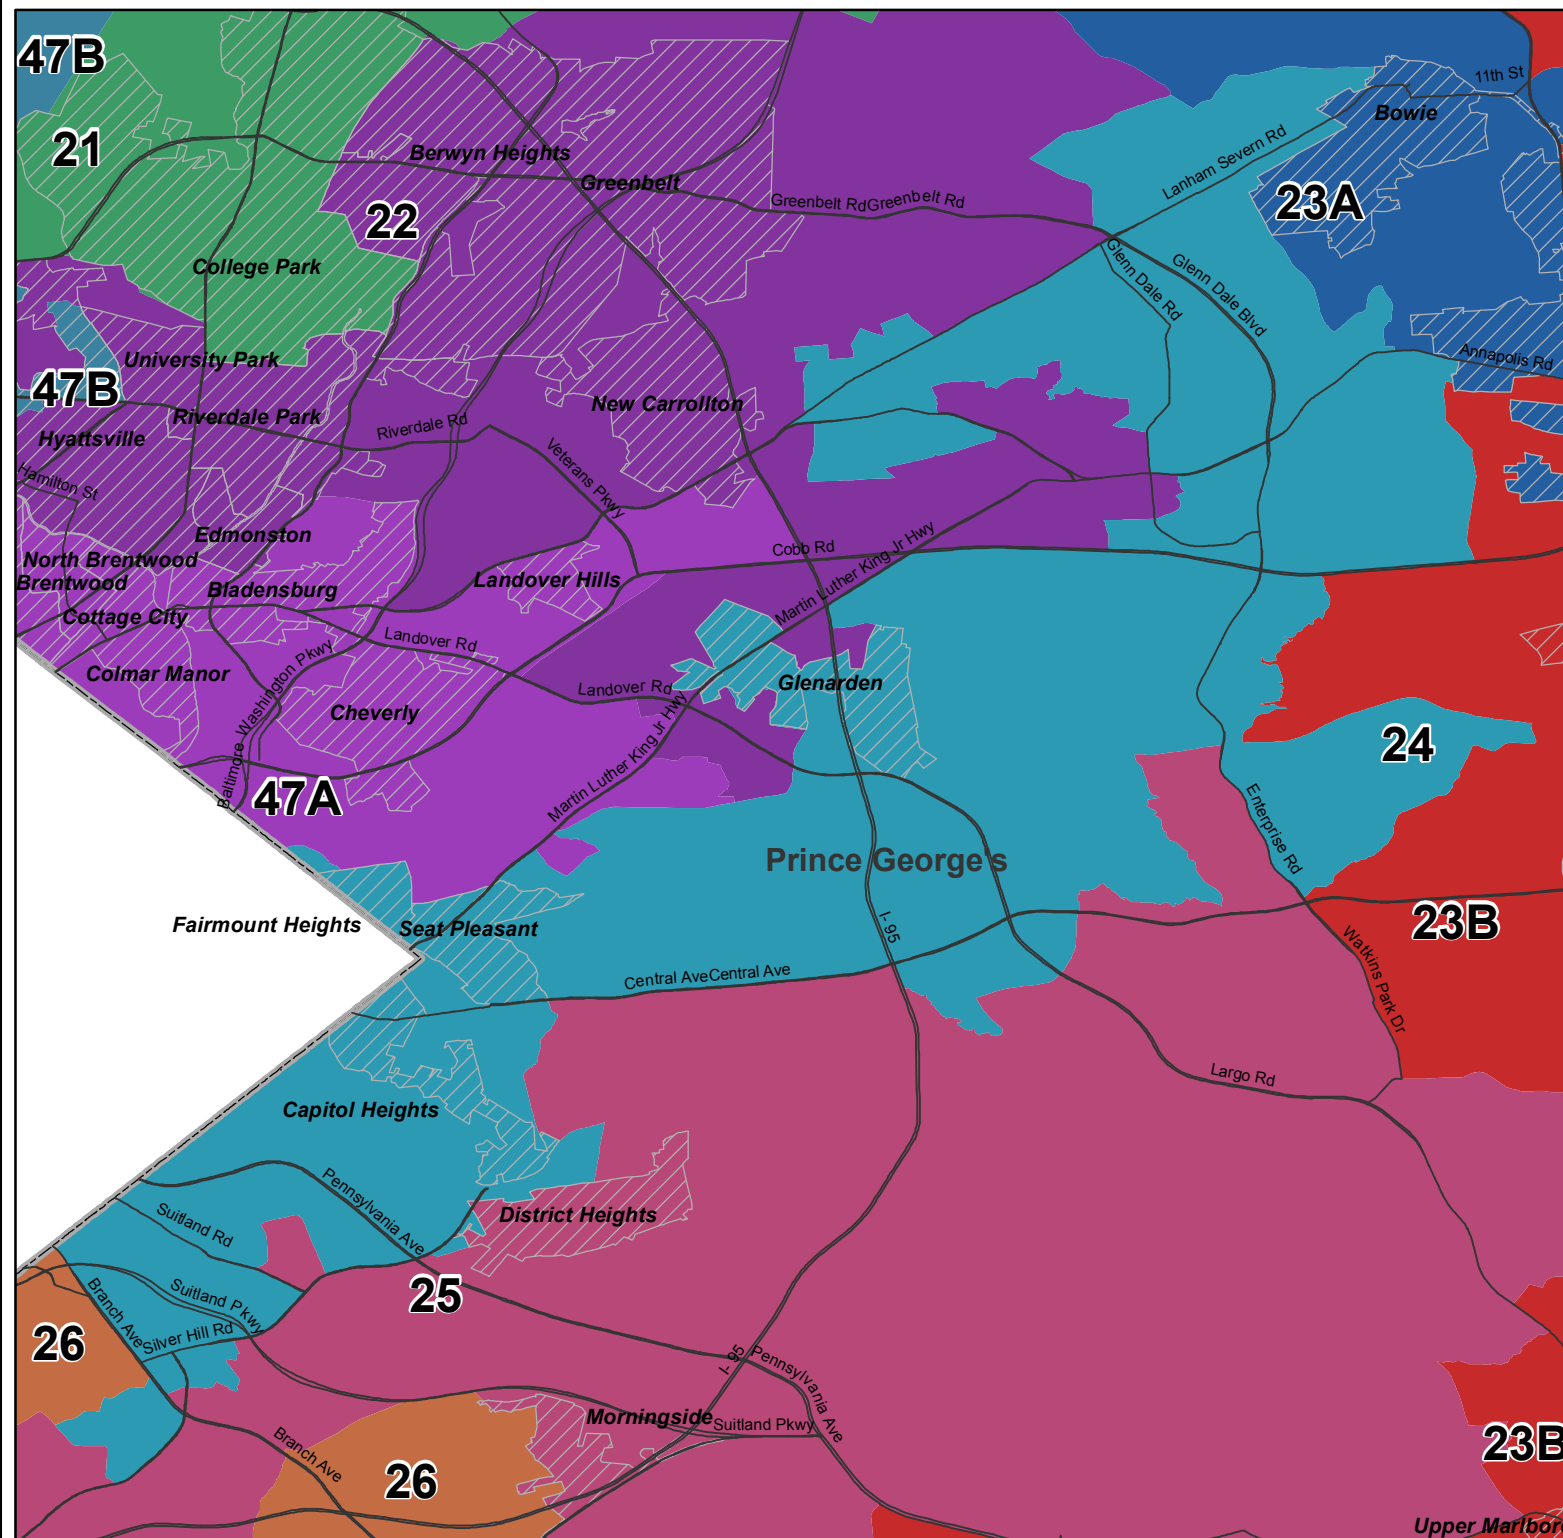 47B
11th St
Bowie
21
Berwyn Heights
Lanham Severn Rd
Greenbelt
Greenbelt Rd
Greenbelt Rd
23A
22
College Park
Glenn Dale Rd
Glenn Dale Blvd
University Park
Annapolis Rd
47B
New Carrollton
Riverdale Park
Riverdale Rd
Hyattsville
Veterans Pkwy
Hamilton St
Edmonston
Cobb Rd
North Brentwood
Brentwood
Landover Hills
Bladensburg
Martin Luther King Jr Hwy
Cottage City
Landover Rd
Colmar Manor
Baltimore Washington Pkwy
Landover Rd
Glenarden
Cheverly
24
Martin Luther King Jr Hwy
47A
Enterprise Rd
Prince George's
Fairmount Heights
Seat Pleasant
I- 95
23B
Watkins Park Dr
Central Ave
Central Ave
Largo Rd
Capitol Heights
Pennsylvania Ave
Suitland Rd
District Heights
25
Suitland Pkwy
Branch Ave
26
Silver Hill Rd
I- 95
Pennsylvania Ave
Morningside
Suitland Pkwy
23B
Branch Ave
26
Upper Marlbor